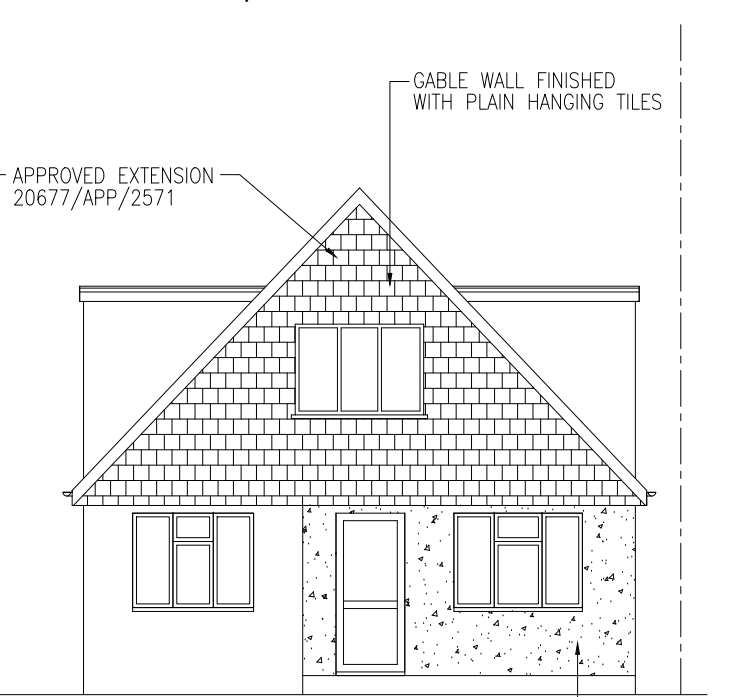 GABLE WALL FINISHED
WITH PLAIN HANGING TILES
APPROVED EXTENSION
20677/APP/2571